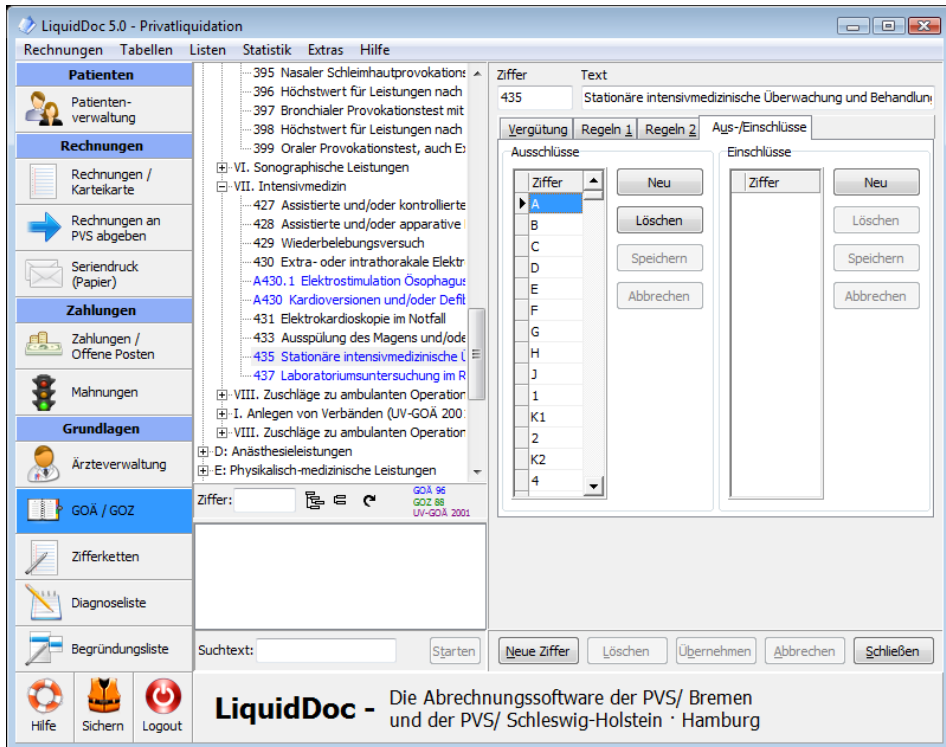 LiquidDoc 5.0 - Privatliquidation
Rechnungen Tabellen Listen Statistik Extras Hilfe
Patienten
Patienten-
verwaltung
Rechnungen
Rechnungen /
Karteikarte
Rechnungen an
PVS abgeben
Seriendruck
(Papier)
Zahlungen
Zahlungen /
Offene Posten
Mahnungen
Grundlagen
Ärzteverwaltung
GOÄ / GOZ
Zifferketten
Diagnoseliste
Begründungsliste
Hilfe Sichern Logout
395 Nasaler Schleimhautprovokations
396 Höchstwert für Leistungen nach
397 Bronchialer Provokationstest mit
398 Höchstwert für Leistungen nach
399 Oraler Provokationstest, auch E
VI. Sonographische Leistungen
VII. Intensivmedizin
427 Assistierte und/oder kontrollierte
428 Assistierte und/oder apparative
429 Wiederbelebungsversuch
430 Extra- oder intrathorakale Elektr
A430.1 Elektrostimulation Ösophagus
A430 Kardioversionen und/oder Defib
431 Elektrokardioskopie im Notfall
433 Ausspülung des Magens und/ode
435 Stationäre intensivmedizinische Ü
437 Laboratoriumsuntersuchung im R
VIII. Zuschläge zu ambulanten Operation
I. Anlegen von Verbänden (UV-GOÄ 200
VIII. Zuschläge zu ambulanten Operation
D: Anästhesieleistungen
E: Physikalisch-medizinische Leistungen
Ziffer:
GOÄ 96
GOZ 88
UV-GOÄ 2001
Suchtext: Starten
Ziffer Text
435 Stationäre intensivmedizinische Überwachung und Behandlun
Vergütung Regeln 1 Regeln 2 Aus-/Einschlüsse
Ausschlüsse
Ziffer
A
B
C
D
E
F
G
H
J
1
K1
2
K2
4
Neu
Löschen
Speichern
Abbrechen
Einschlüsse
Ziffer
Neu
Löschen
Speichern
Abbrechen
Neue Ziffer Löschen Übernehmen Abbrechen Schließen
LiquidDoc - Die Abrechnungssoftware der PVS/ Bremen
und der PVS/ Schleswig-Holstein · Hamburg